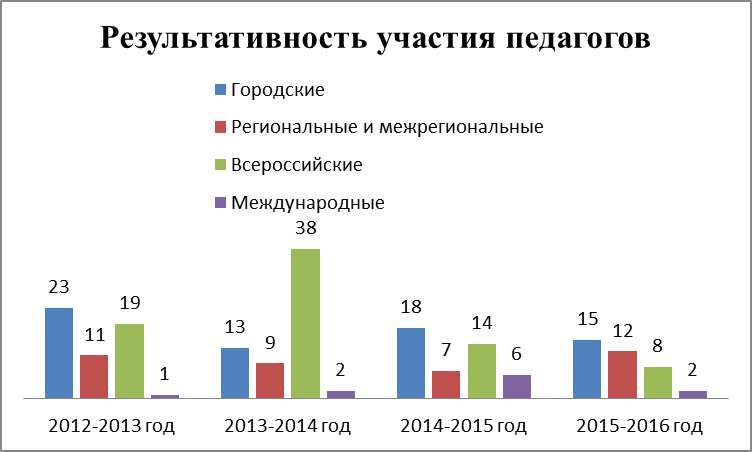 Результативность участия педагогов
Городские
Региональные и межрегиональные
Всероссийские
Международные
23 11 19 1 13 9 38 2 18 7 14 6 15 12 8 2
2012-2013 год 2013-2014 год 2014-2015 год 2015-2016 год